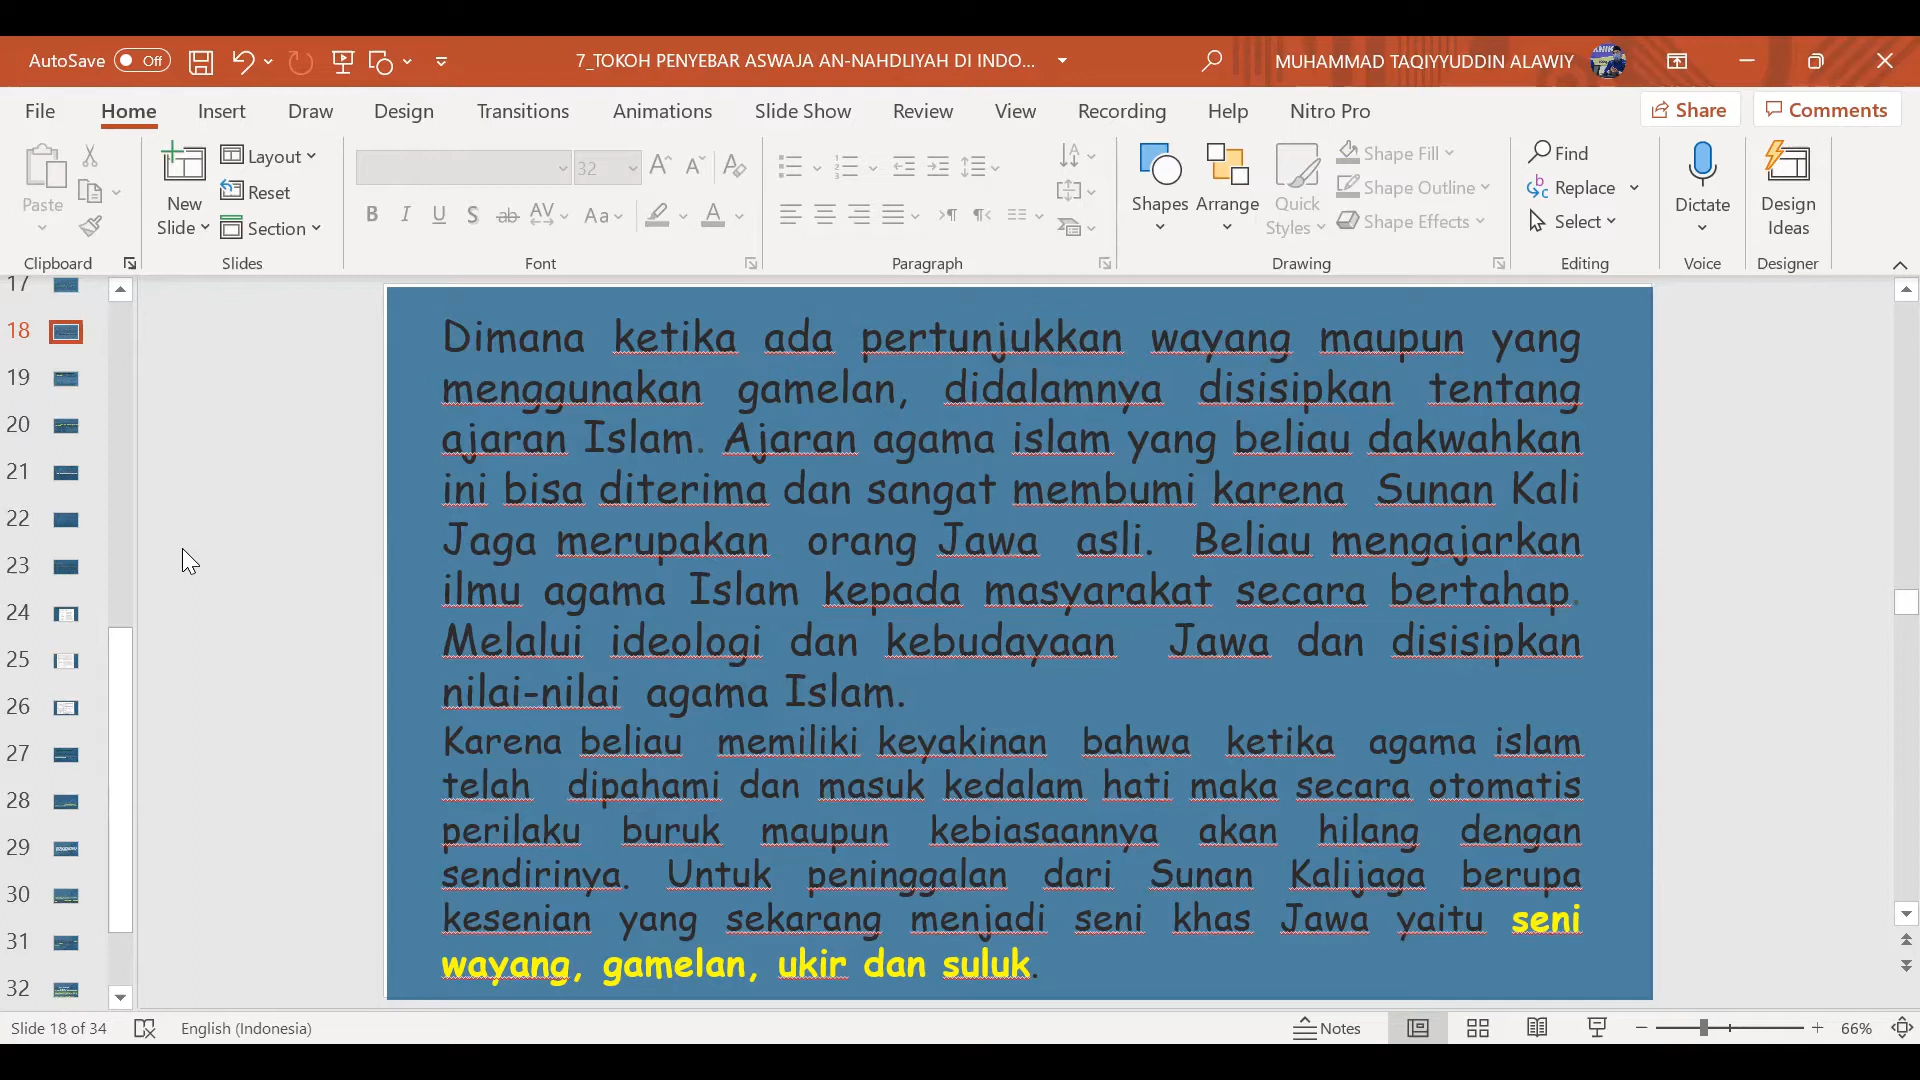 AutoSave Off 7_TOKOH PENYEBAR ASWAJA AN-NAHDLIYAH DI INDO... MUHAMMAD TAQIYYUDDIN ALAWIY
File Home Insert Draw Design Transitions Animations Slide Show Review View Recording Help Nitro Pro Share Comments
Paste
Clipboard
New Slide
Layout
Reset
Section
Slides
32
Font
Paragraph
Shapes
Arrange
Quick Styles
Shape Fill
Shape Outline
Shape Effects
Drawing
Find
Replace
Select
Editing
Dictate
Voice
Design Ideas
Designer
17
18
19
20
21
22
23
24
25
26
27
28
29
30
31
32
Dimana ketika ada pertunjukkan wayang maupun yang
menggunakan gamelan, didalamnya disisipkan tentang
ajaran Islam. Ajaran agama islam yang beliau dakwahkan
ini bisa diterima dan sangat membumi karena Sunan Kali
Jaga merupakan orang Jawa asli. Beliau mengajarkan
ilmu agama Islam kepada masyarakat secara bertahap.
Melalui ideologi dan kebudayaan Jawa dan disisipkan
nilai-nilai agama Islam.
Karena beliau memiliki keyakinan bahwa ketika agama islam
telah dipahami dan masuk kedalam hati maka secara otomatis
perilaku buruk maupun kebiasaannya akan hilang dengan
sendirinya. Untuk peninggalan dari Sunan Kalijaga berupa
kesenian yang sekarang menjadi seni khas Jawa yaitu seni
wayang, gamelan, ukir dan suluk.
Slide 18 of 34 English (Indonesia) Notes 66%